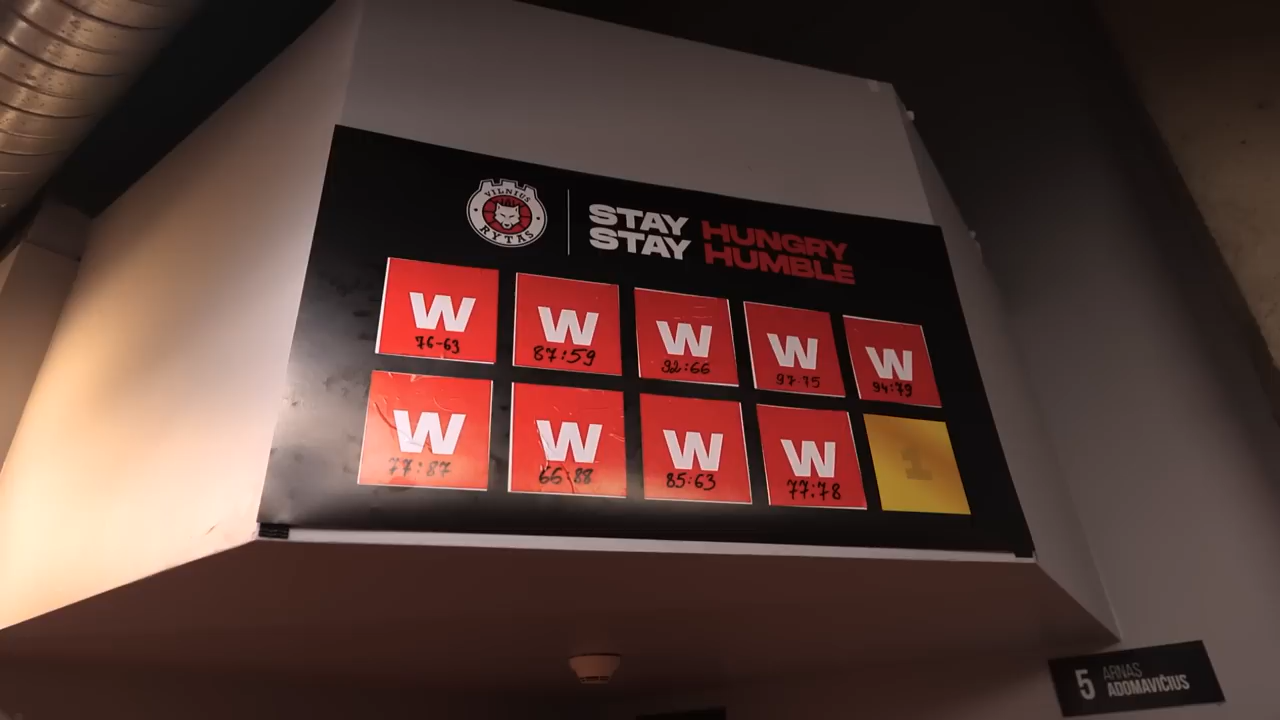 VILNIUS
RYTAS
STAY HUNGRY
STAY HUMBLE
W W W W W
76-63 87:59 92:66 97-75 94:79
W W W W 1
77:87 66:88 85:63 77:78
5 ARNAS
ADOMAVIČIUS